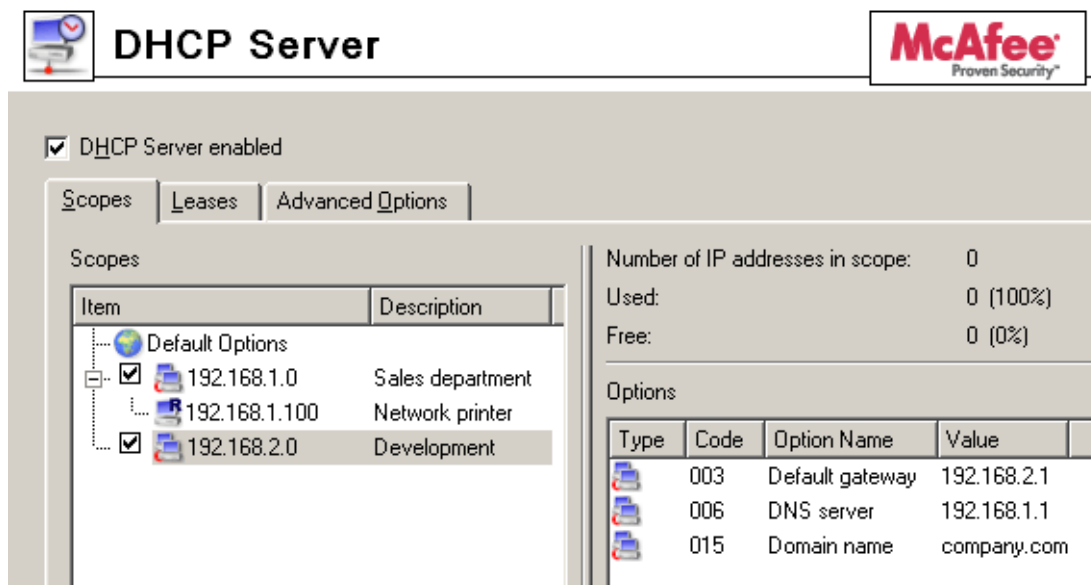 DHCP Server
McAfee
Proven Security™
DHCP Server enabled
Scopes Leases Advanced Options
Scopes
Item Description
Default Options
192.168.1.0 Sales department
R 192.168.1.100 Network printer
192.168.2.0 Development
Number of IP addresses in scope: 0
Used: 0 (100%)
Free: 0 (0%)
Options
Type Code Option Name Value
003 Default gateway 192.168.2.1
006 DNS server 192.168.1.1
015 Domain name company.com